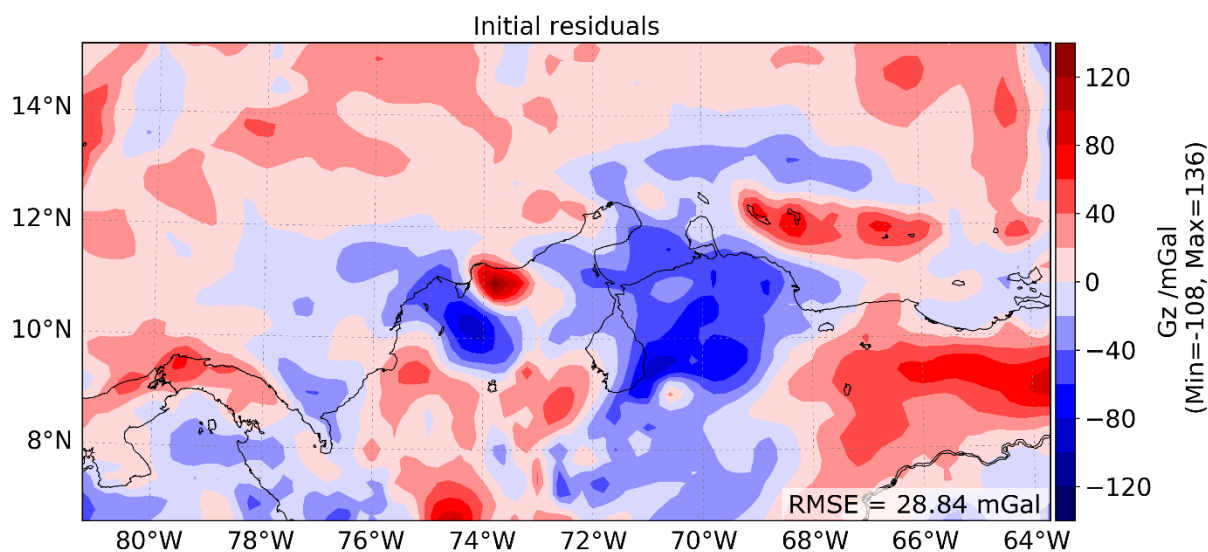 Initial residuals
14°N
12°N
10°N
8°N
80°W 78°W 76°W 74°W 72°W 70°W 68°W 66°W 64°W
RMSE = 28.84 mGal
120
80
40
0
−40
−80
−120
Gz /mGal
(Min=-108, Max=136)